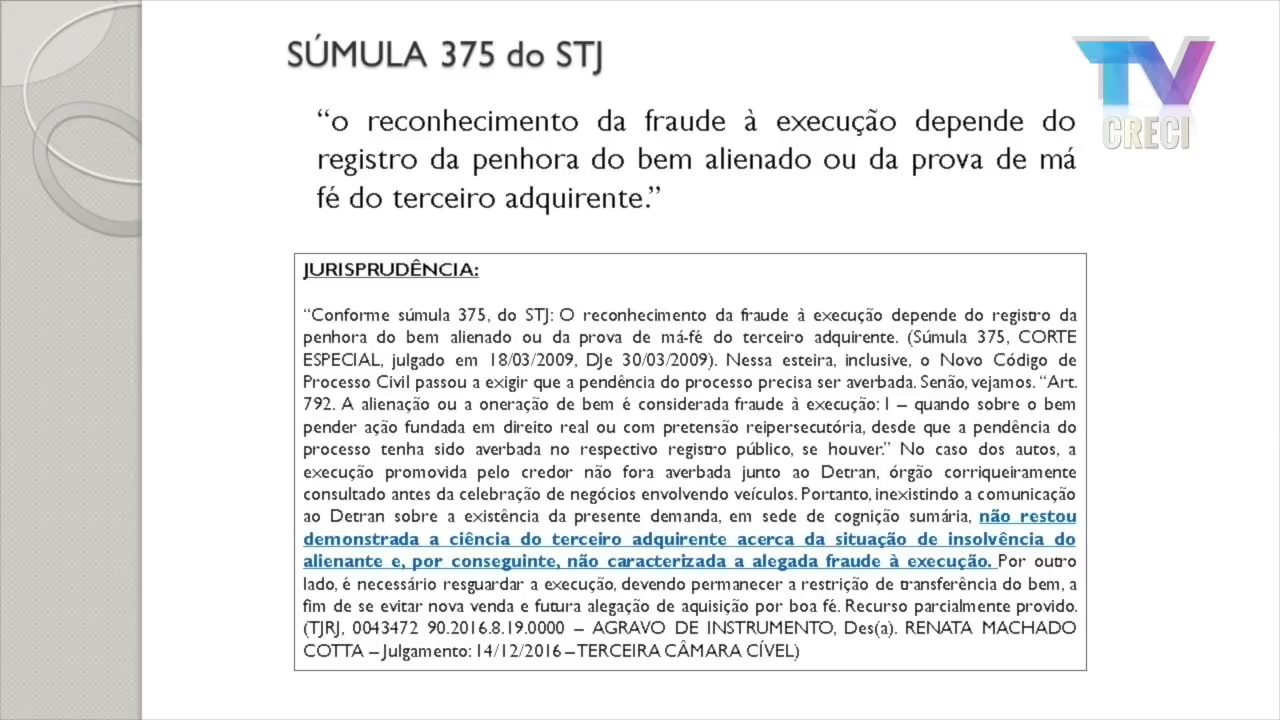 SÚMULA 375 do STJ
TV
CRECI
“o reconhecimento da fraude à execução depende do
registro da penhora do bem alienado ou da prova de má
fé do terceiro adquirente.”
JURISPRUDÊNCIA:
“Conforme súmula 375, do STJ: O reconhecimento da fraude à execução depende do registro da
penhora do bem alienado ou da prova de má-fé do terceiro adquirente. (Súmula 375, CORTE
ESPECIAL, julgado em 18/03/2009, DJe 30/03/2009). Nessa esteira, inclusive, o Novo Código de
Processo Civil passou a exigir que a pendência do processo precisa ser averbada. Senão, vejamos. “Art.
792. A alienação ou a oneração de bem é considerada fraude à execução: I – quando sobre o bem
pender ação fundada em direito real ou com pretensão reipersecutória, desde que a pendência do
processo tenha sido averbada no respectivo registro público, se houver.” No caso dos autos, a
execução promovida pelo credor não fora averbada junto ao Detran, órgão corriqueiramente
consultado antes da celebração de negócios envolvendo veículos. Portanto, inexistindo a comunicação
ao Detran sobre a existência da presente demanda, em sede de cognição sumária, não restou
demonstrada a ciência do terceiro adquirente acerca da situação de insolvência do
alienante e, por conseguinte, não caracterizada a alegada fraude à execução. Por outro
lado, é necessário resguardar a execução, devendo permanecer a restrição de transferência do bem, a
fim de se evitar nova venda e futura alegação de aquisição por boa fé. Recurso parcialmente provido.
(TJRJ, 0043472 90.2016.8.19.0000 – AGRAVO DE INSTRUMENTO, Des(a). RENATA MACHADO
COTTA – Julgamento: 14/12/2016 – TERCEIRA CÂMARA CÍVEL)